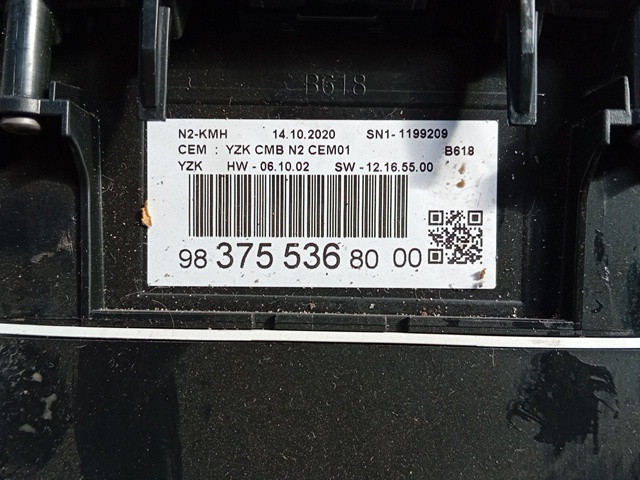 B618
N2-KMH 14.10.2020 SN1- 1199209
CEM : YZK CMB N2 CEM01 B618
YZK HW - 06.10.02 SW - 12.16.55.00
98 375 536 80 00